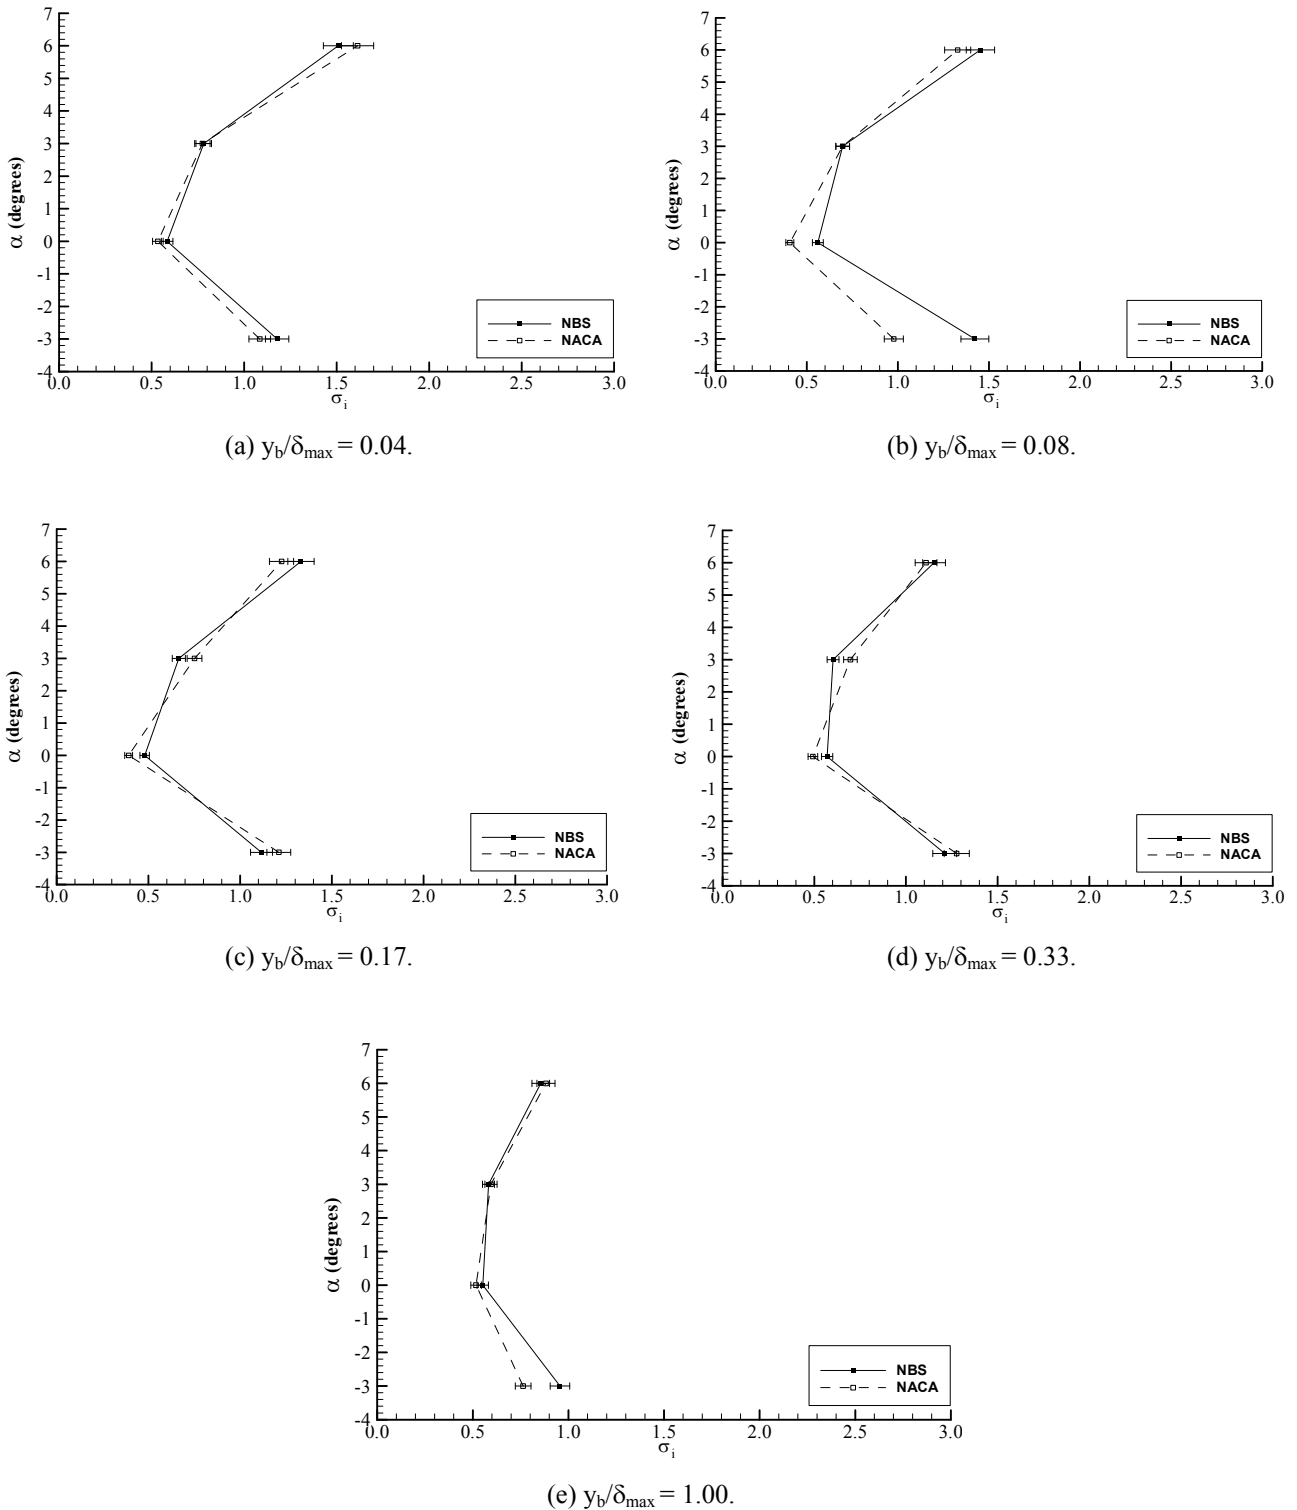 7
6
5
4
3
2
1
0
-1
-2
-3
-4
α (degrees)
0.0 0.5 1.0 1.5 2.0 2.5 3.0
σi
NBS
NACA
(a) yb/δmax = 0.04.
7
6
5
4
3
2
1
0
-1
-2
-3
-4
α (degrees)
0.0 0.5 1.0 1.5 2.0 2.5 3.0
σi
NBS
NACA
(b) yb/δmax = 0.08.
7
6
5
4
3
2
1
0
-1
-2
-3
-4
α (degrees)
0.0 0.5 1.0 1.5 2.0 2.5 3.0
σi
NBS
NACA
(c) yb/δmax = 0.17.
7
6
5
4
3
2
1
0
-1
-2
-3
-4
α (degrees)
0.0 0.5 1.0 1.5 2.0 2.5 3.0
σi
NBS
NACA
(d) yb/δmax = 0.33.
7
6
5
4
3
2
1
0
-1
-2
-3
-4
α (degrees)
0.0 0.5 1.0 1.5 2.0 2.5 3.0
σi
NBS
NACA
(e) yb/δmax = 1.00.